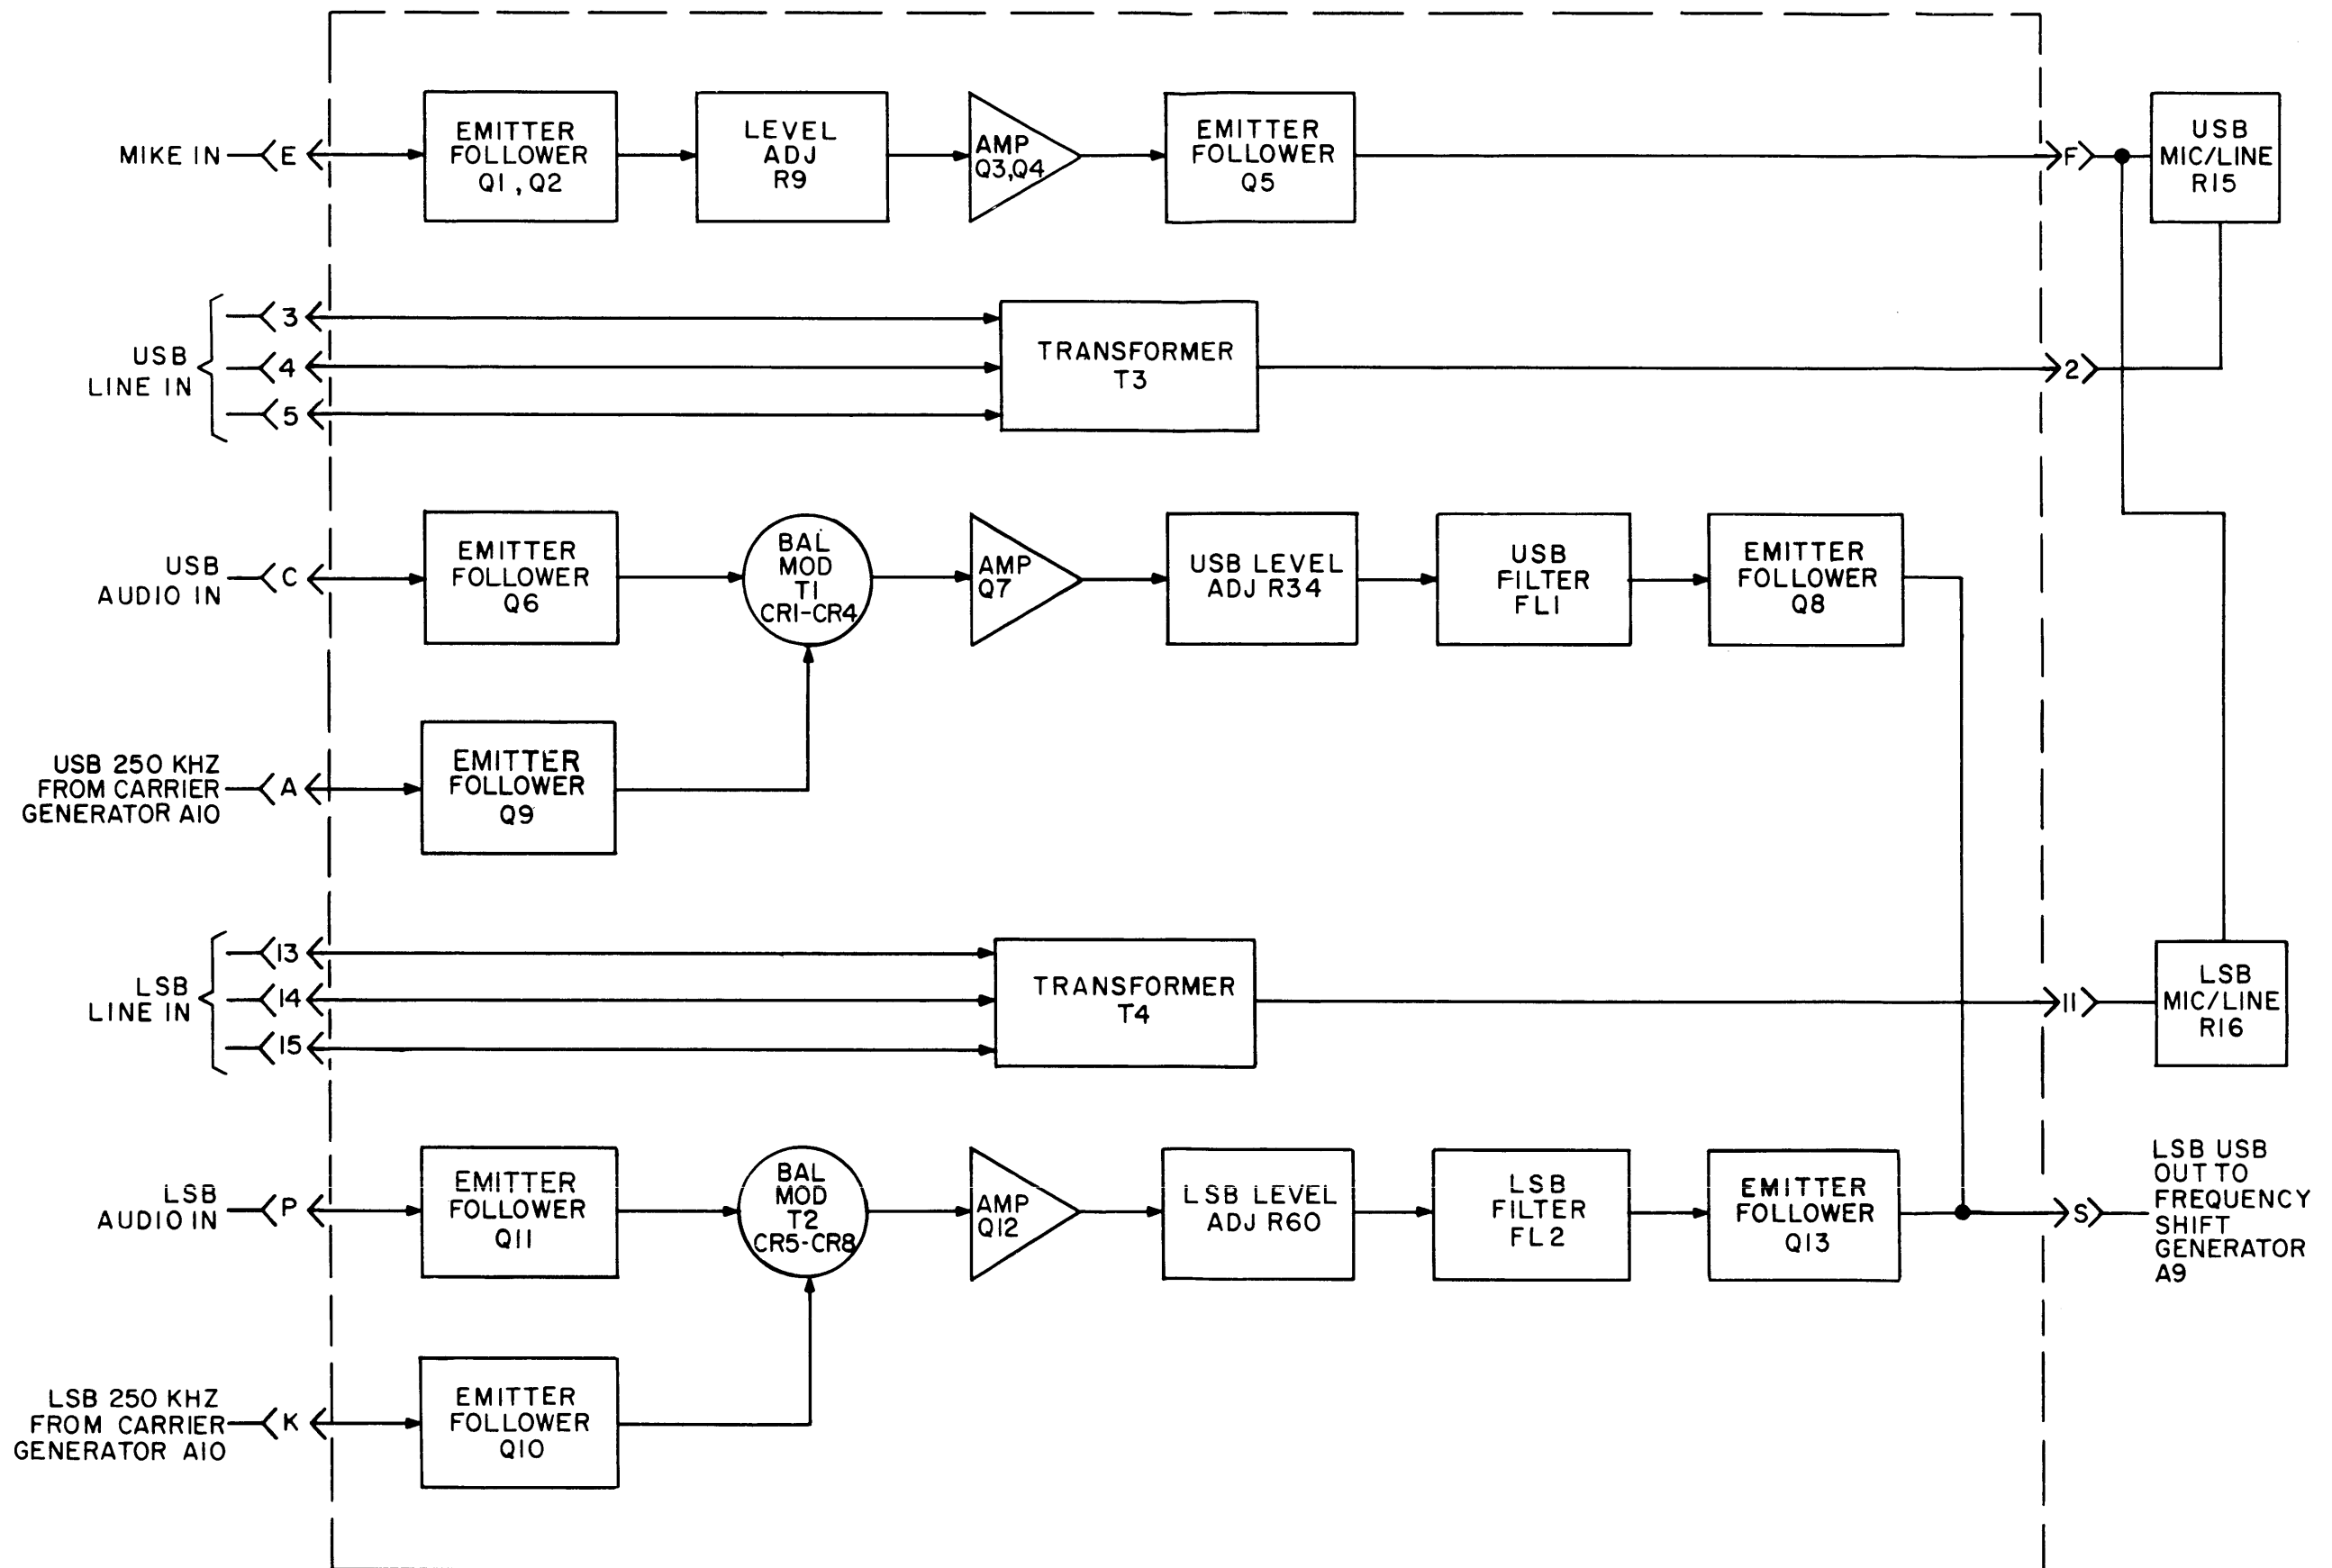 MIKE IN
E
EMITTER
FOLLOWER
Q1, Q2
LEVEL
ADJ
R9
AMP
Q3,Q4
EMITTER
FOLLOWER
Q5
F
USB
MIC/LINE
R15
USB
LINE IN
3
4
5
TRANSFORMER
T3
2
USB
AUDIO IN
C
EMITTER
FOLLOWER
Q6
BAL
MOD
T1
CR1-CR4
AMP
Q7
USB LEVEL
ADJ R34
USB
FILTER
FL1
EMITTER
FOLLOWER
Q8
USB 250 KHZ
FROM CARRIER
GENERATOR A10
A
EMITTER
FOLLOWER
Q9
LSB
LINE IN
13
14
15
TRANSFORMER
T4
11
LSB
MIC/LINE
R16
LSB
AUDIO IN
P
EMITTER
FOLLOWER
Q11
BAL
MOD
T2
CR5-CR8
AMP
Q12
LSB LEVEL
ADJ R60
LSB
FILTER
FL2
EMITTER
FOLLOWER
Q13
S
LSB USB
OUT TO
FREQUENCY
SHIFT
GENERATOR
A9
LSB 250 KHZ
FROM CARRIER
GENERATOR A10
K
EMITTER
FOLLOWER
Q10